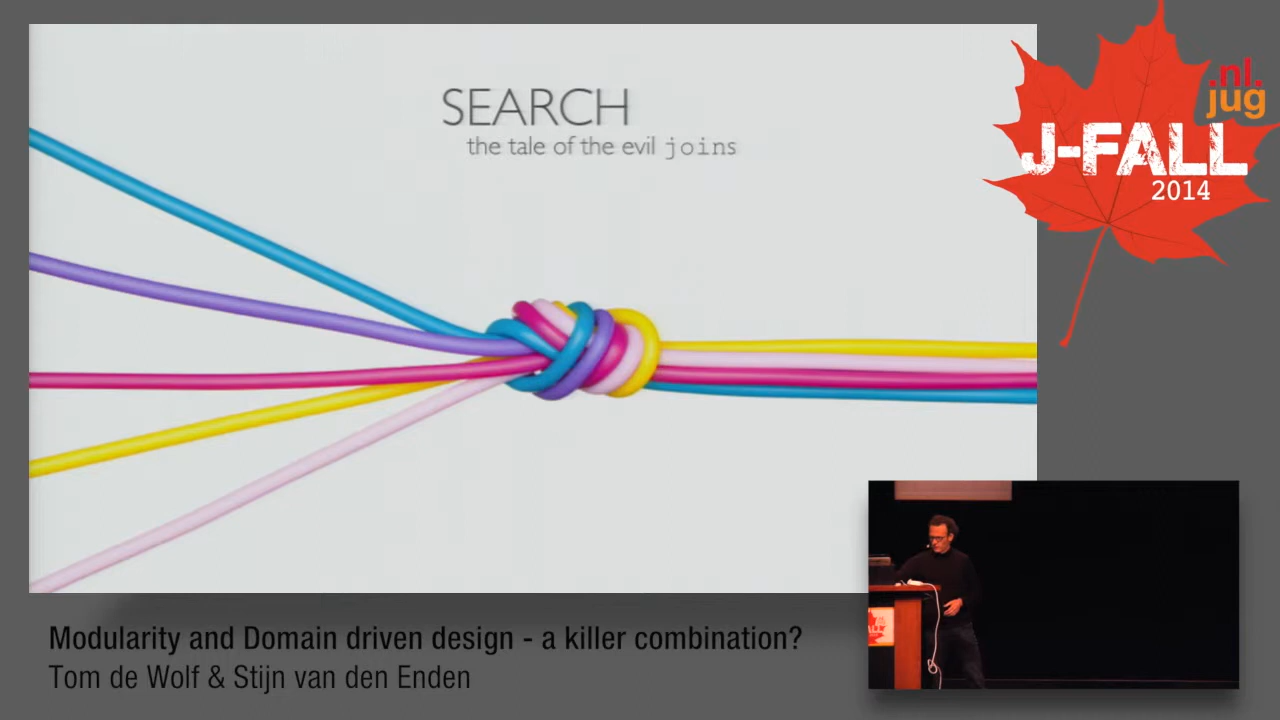 SEARCH
the tale of the evil joins
.nl.
jug
J-FALL
2014
ALL
Modularity and Domain driven design - a killer combination?
Tom de Wolf & Stijn van den Enden